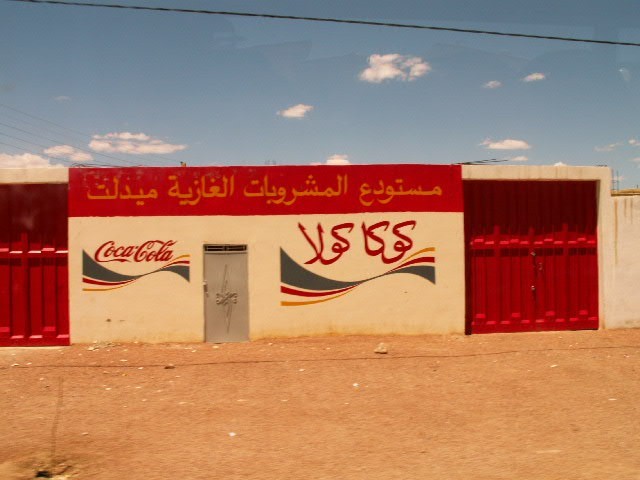 مستودع المشروبات الغازية ميدلت
Coca-Cola
كوكا كولا